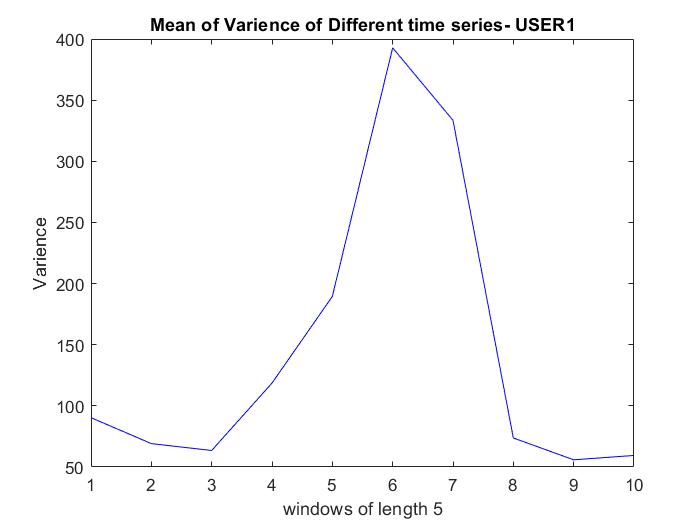 Mean of Varience of Different time series- USER1
400
350
300
250
200
150
100
50
Varience
1 2 3 4 5 6 7 8 9 10
windows of length 5